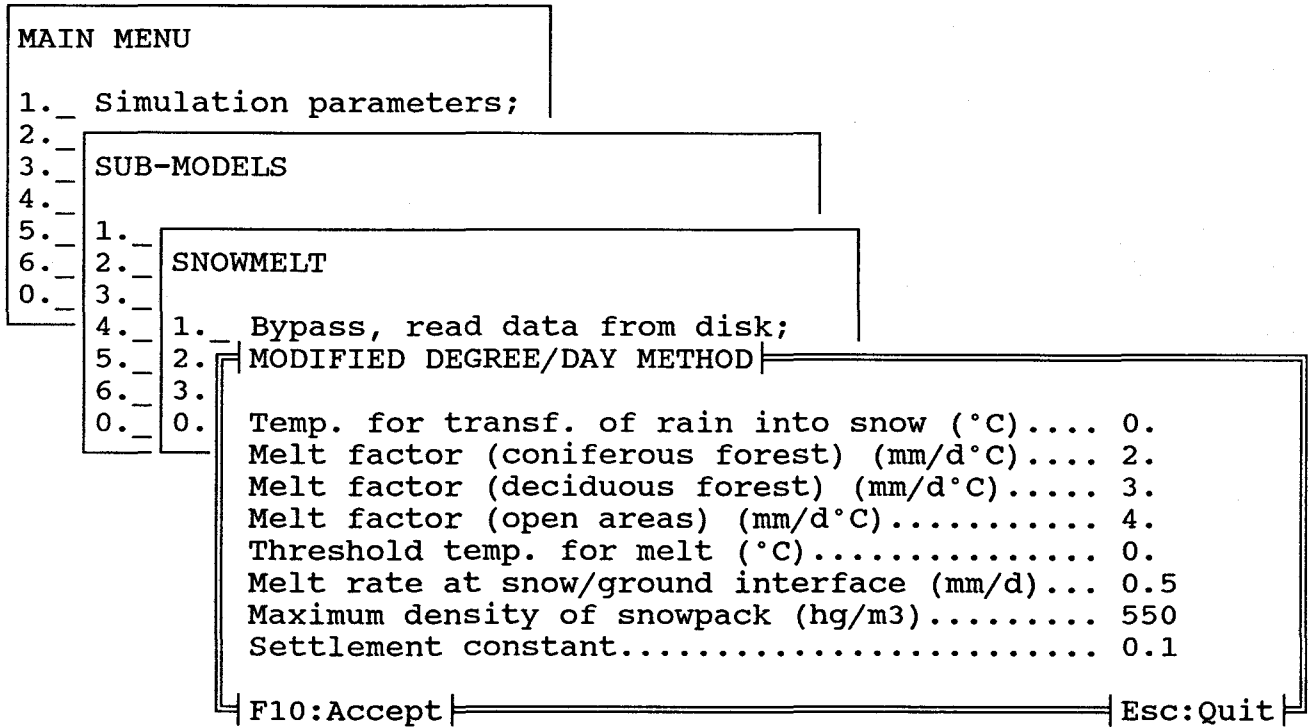 MAIN MENU
1._ Simulation parameters;
2._
3._ SUB-MODELS
4._
5._ 1._
6._ 2._ SNOWMELT
0._ 3._
4._ 1._ Bypass, read data from disk;
5._ 2. MODIFIED DEGREE/DAY METHOD
6._ 3.
0._ 0. Temp. for transf. of rain into snow (°C).... 0.
Melt factor (coniferous forest) (mm/d°C).... 2.
Melt factor (deciduous forest) (mm/d°C)..... 3.
Melt factor (open areas) (mm/d°C)........... 4.
Threshold temp. for melt (°C)............... 0.
Melt rate at snow/ground interface (mm/d)... 0.5
Maximum density of snowpack (hg/m3)......... 550
Settlement constant......................... 0.1
F10:Accept Esc:Quit